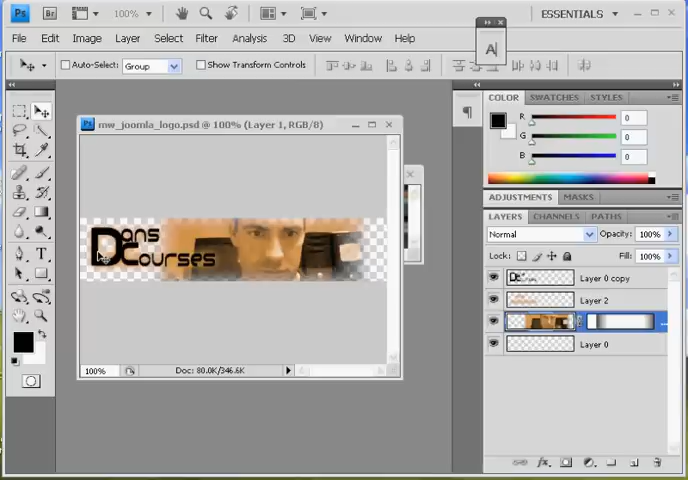 Ps Br 100% ESSENTIALS
File Edit Image Layer Select Filter Analysis 3D View Window Help
Auto-Select: Group Show Transform Controls
A
mw_joomla_logo.psd @ 100% (Layer 1, RGB/8)
Dans
Courses
100% Doc: 80.0K/346.6K
COLOR SWATCHES STYLES
R 0
G 0
B 0
ADJUSTMENTS MASKS
LAYERS CHANNELS PATHS
Normal Opacity: 100%
Lock: Fill: 100%
Layer 0 copy
Layer 2
Layer 0